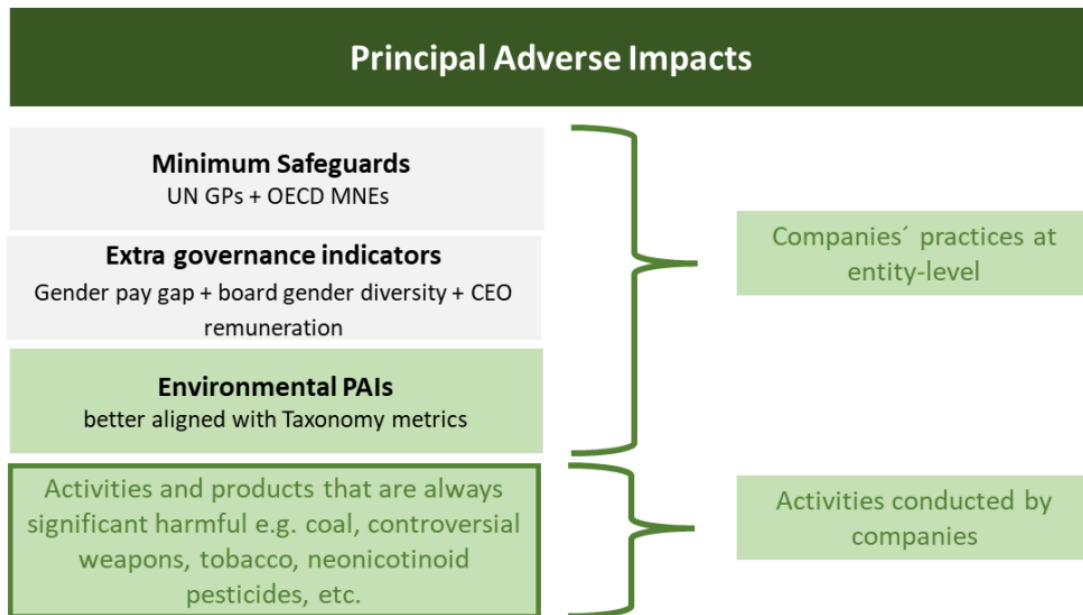 Principal Adverse Impacts
Minimum Safeguards
UN GPs + OECD MNEs
Extra governance indicators
Gender pay gap + board gender diversity + CEO
remuneration
Environmental PAIs
better aligned with Taxonomy metrics
Companies´ practices at
entity-level
Activities and products that are always
significant harmful e.g. coal, controversial
weapons, tobacco, neonicotinoid
pesticides, etc.
Activities conducted by
companies